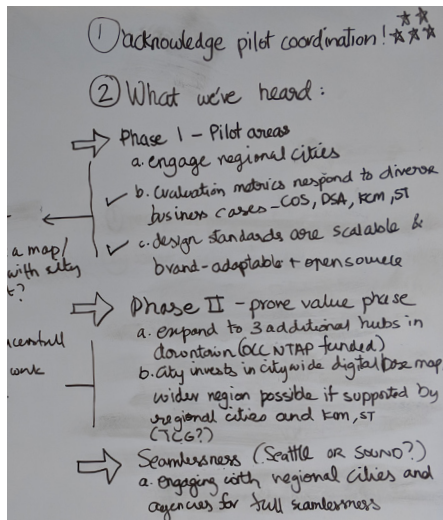 ① acknowledge pilot coordination!
② What we've heard:
Phase I - Pilot areas
a. engage regional cities
b. evaluation metrics respond to diverse
business cases - COS, DSA, KCM, ST
c. design standards are scalable &
brand-adaptable + open source
a map/
with city
t?
Phase II - prove value phase
a. expand to 3 additional hubs in
downtown (OCC NTAP funded)
b. City invests in citywide digital base map
wider region possible if supported by
regional cities and KCM, ST
(TCG?)
work
Seamlessness (Seattle OR SOUND?)
a. engaging with regional cities and
agencies for full seamlessness